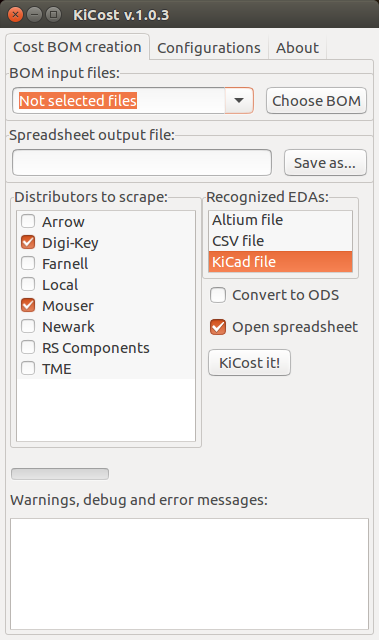 KiCost v.1.0.3
Cost BOM creation Configurations About
BOM input files:
Not selected files Choose BOM
Spreadsheet output file:
Save as...
Distributors to scrape:
Arrow
Digi-Key
Farnell
Local
Mouser
Newark
RS Components
TME
Recognized EDAs:
Altium file
CSV file
KiCad file
Convert to ODS
Open spreadsheet
KiCost it!
Warnings, debug and error messages: